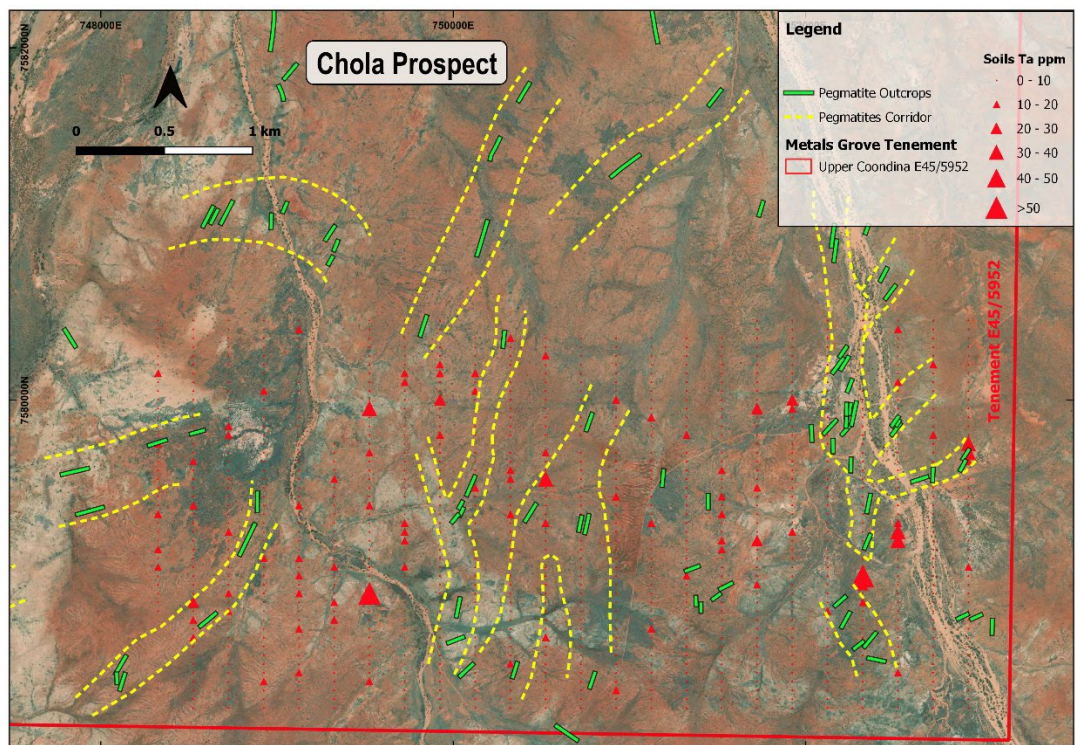 748000E
750000E
7582000N
Chola Prospect
0 0.5 1 km
7580000N
Legend
Soils Ta ppm
0 - 10
Pegmatite Outcrops
10 - 20
Pegmatites Corridor
20 - 30
Metals Grove Tenement
30 - 40
Upper Coondina E45/5952
40 - 50
>50
Tenement E45/5952